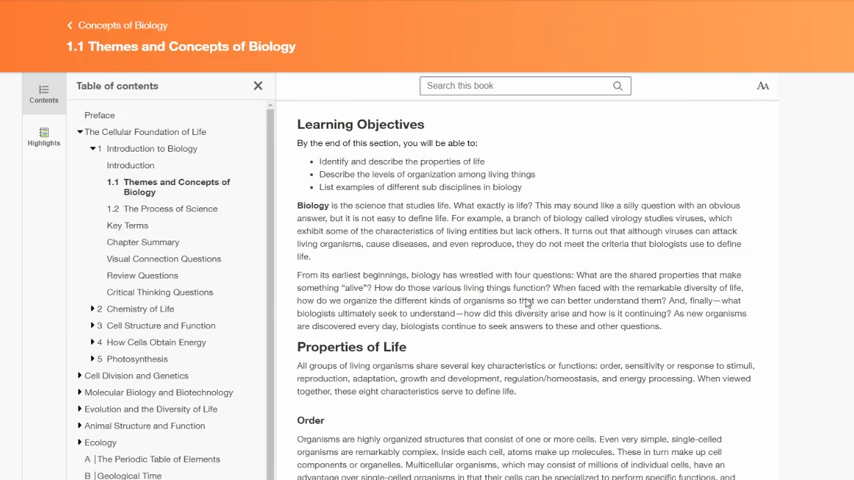 Concepts of Biology
1.1 Themes and Concepts of Biology
Contents
Highlights
Table of contents
Preface
The Cellular Foundation of Life
1 Introduction to Biology
Introduction
1.1 Themes and Concepts of
Biology
1.2 The Process of Science
Key Terms
Chapter Summary
Visual Connection Questions
Review Questions
Critical Thinking Questions
2 Chemistry of Life
3 Cell Structure and Function
4 How Cells Obtain Energy
5 Photosynthesis
Cell Division and Genetics
Molecular Biology and Biotechnology
Evolution and the Diversity of Life
Animal Structure and Function
Ecology
A | The Periodic Table of Elements
B | Geological Time
Search this book
AA
Learning Objectives
By the end of this section, you will be able to:
• Identify and describe the properties of life
• Describe the levels of organization among living things
• List examples of different sub disciplines in biology
Biology is the science that studies life. What exactly is life? This may sound like a silly question with an obvious
answer, but it is not easy to define life. For example, a branch of biology called virology studies viruses, which
exhibit some of the characteristics of living entities but lack others. It turns out that although viruses can attack
living organisms, cause diseases, and even reproduce, they do not meet the criteria that biologists use to define
life.
From its earliest beginnings, biology has wrestled with four questions: What are the shared properties that make
something “alive”? How do those various living things function? When faced with the remarkable diversity of life,
how do we organize the different kinds of organisms so that we can better understand them? And, finally—what
biologists ultimately seek to understand—how did this diversity arise and how is it continuing? As new organisms
are discovered every day, biologists continue to seek answers to these and other questions.
Properties of Life
All groups of living organisms share several key characteristics or functions: order, sensitivity or response to stimuli,
reproduction, adaptation, growth and development, regulation/homeostasis, and energy processing. When viewed
together, these eight characteristics serve to define life.
Order
Organisms are highly organized structures that consist of one or more cells. Even very simple, single-celled
organisms are remarkably complex. Inside each cell, atoms make up molecules. These in turn make up cell
components or organelles. Multicellular organisms, which may consist of millions of individual cells, have an
advantage over single-celled organisms in that their cells can be specialized to perform specific functions, and